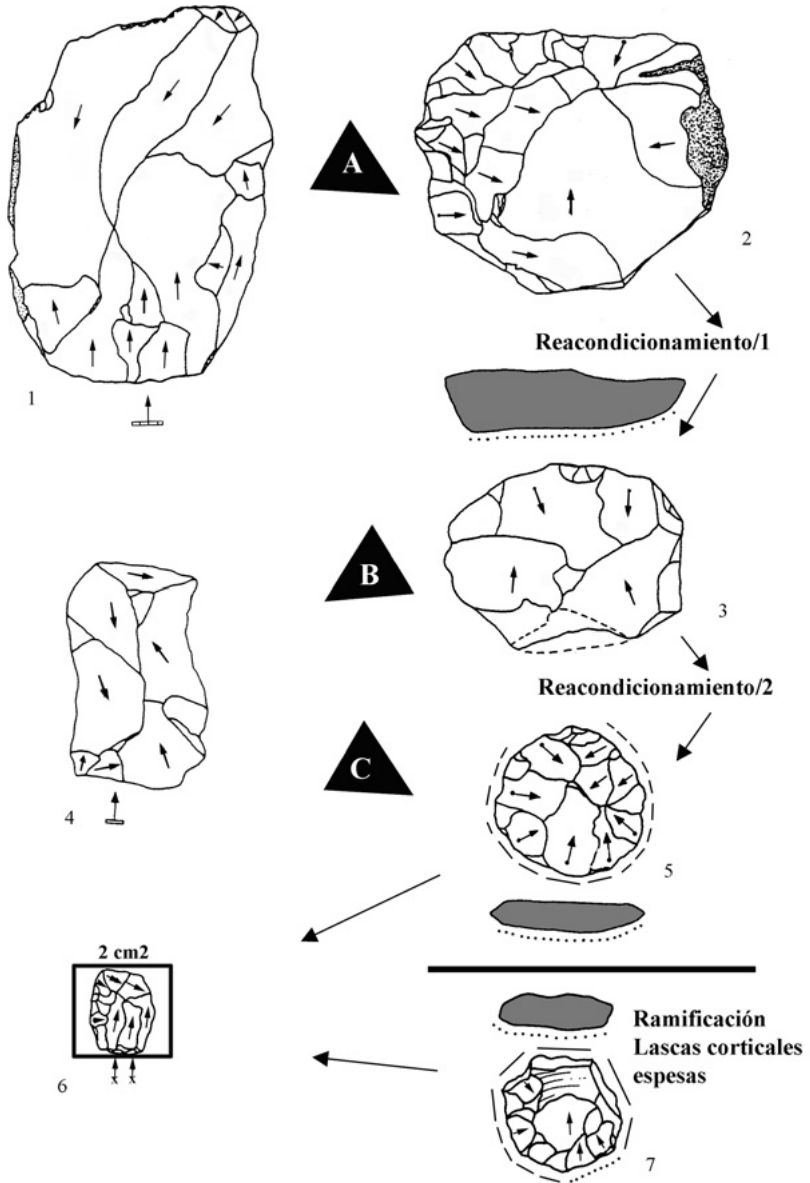 A
1
2
Reacondicionamiento/1
B
3
Reacondicionamiento/2
4
C
5
2 cm2
6
x x
Ramificación
Lascas corticales
espesas
7